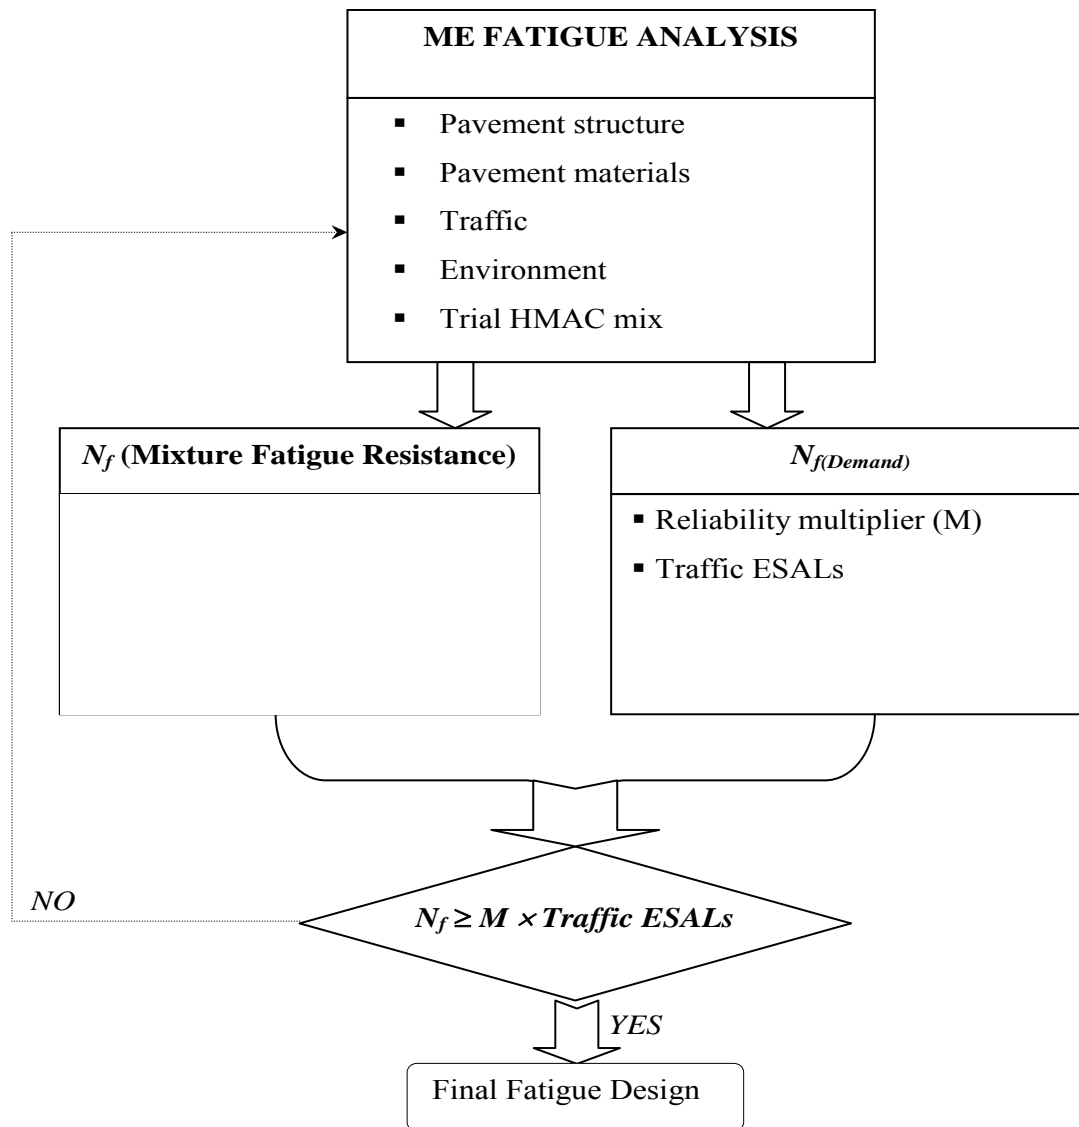 ME FATIGUE ANALYSIS
▪ Pavement structure
▪ Pavement materials
▪ Traffic
▪ Environment
▪ Trial HMAC mix
Nf (Mixture Fatigue Resistance)
Nf(Demand)
▪ Reliability multiplier (M)
▪ Traffic ESALs
NO
Nf ≥ M × Traffic ESALs
YES
Final Fatigue Design